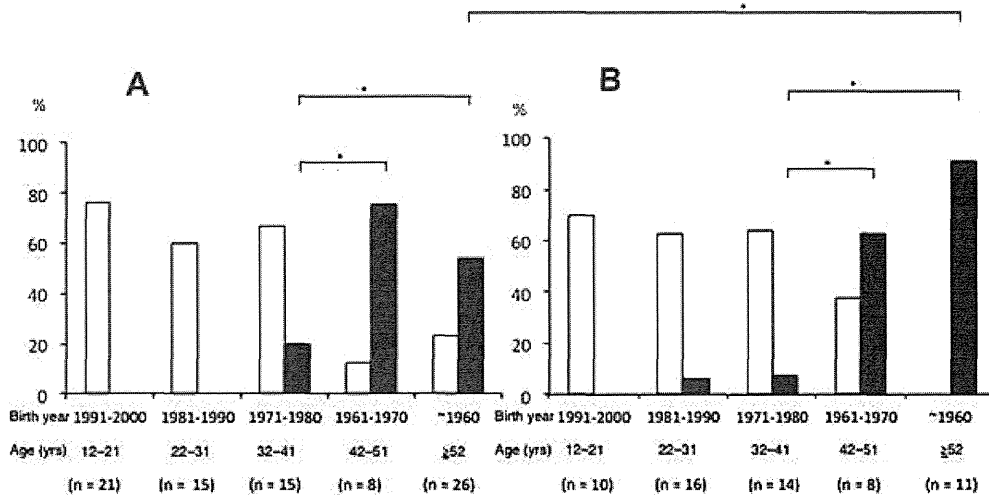 *
A
B
%
*
%
*
100
80
60
40
20
0
*
100
80
60
40
20
0
*
Birth year 1991-2000 1981-1990 1971-1980 1961-1970 ~1960
Age (yrs) 12–21 22–31 32–41 42–51 ≧52
(n = 21) (n = 15) (n = 15) (n = 8) (n = 26)
Birth year 1991-2000 1981-1990 1971-1980 1961-1970 ~1960
Age (yrs) 12–21 22–31 32–41 42–51 ≧52
(n = 10) (n = 16) (n = 14) (n = 8) (n = 11)